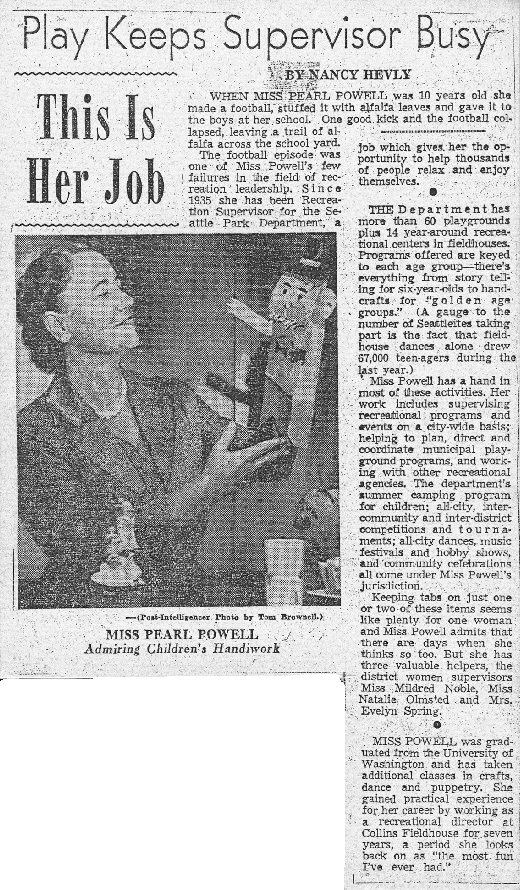 Play Keeps Supervisor Busy
This Is
Her Job
BY NANCY HEVLY
WHEN MISS PEARL POWELL was 10 years old she
made a football, stuffed it with alfalfa leaves and gave it to
the boys at her school. One good kick and the football col-
lapsed, leaving a trail of al-
falfa across the school yard.
The football episode was
one of Miss Powell's few
failures in the field of rec-
reation leadership. Since
1935 she has been Recrea-
tion Supervisor for the Se-
attle Park Department, a
job which gives her the op-
portunity to help thousands
of people relax and enjoy
themselves.
THE Department has
more than 60 playgrounds
plus 14 year-around recrea-
tional centers in fieldhouses.
Programs offered are keyed
to each age group—there's
everything from story tell-
ing for six-year-olds to hand-
crafts for "golden age
groups." (A gauge to the
number of Seattleites taking
part is the fact that field-
house dances alone drew
67,000 teen-agers during the
last year.)
Miss Powell has a hand in
most of these activities. Her
work includes supervising
recreational programs and
events on a city-wide basis;
helping to plan, direct and
coordinate municipal play-
ground programs, and work-
ing with other recreational
agencies. The department's
summer camping program
for children; all-city, inter-
community and inter-district
competitions and tourna-
ments; all-city dances, music
festivals and hobby shows,
and community celebrations
all come under Miss Powell's
jurisdiction.
Keeping tabs on just one
or two of these items seems
like plenty for one woman
and Miss Powell admits that
there are days when she
thinks so too. But she has
three valuable helpers, the
district women supervisors
Miss Mildred Noble, Miss
Natalie Olmsted and Mrs.
Evelyn Spring.
MISS POWELL was grad-
uated from the University of
Washington and has taken
additional classes in crafts,
dance and puppetry. She
gained practical experience
for her career by working as
a recreational director at
Collins Fieldhouse for seven
years, a period she looks
back on as "the most fun
I've ever had."
—(Post-Intelligencer Photo by Tom Brownell.)
MISS PEARL POWELL
Admiring Children's Handiwork